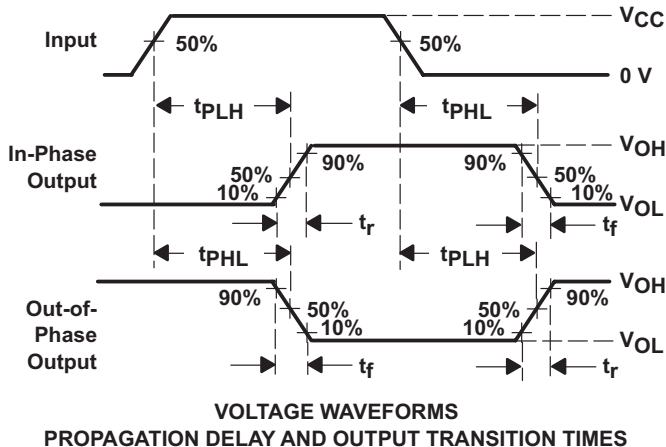 VCC
Input
50%
50%
0 V
tPLH
tPHL
In-Phase
Output
VOH
90%
90%
50%
50%
10%
10%
VOL
tr
tf
tPHL
tPLH
Out-of-
Phase
Output
VOH
90%
90%
50%
50%
10%
10%
VOL
tf
tr
VOLTAGE WAVEFORMS
PROPAGATION DELAY AND OUTPUT TRANSITION TIMES